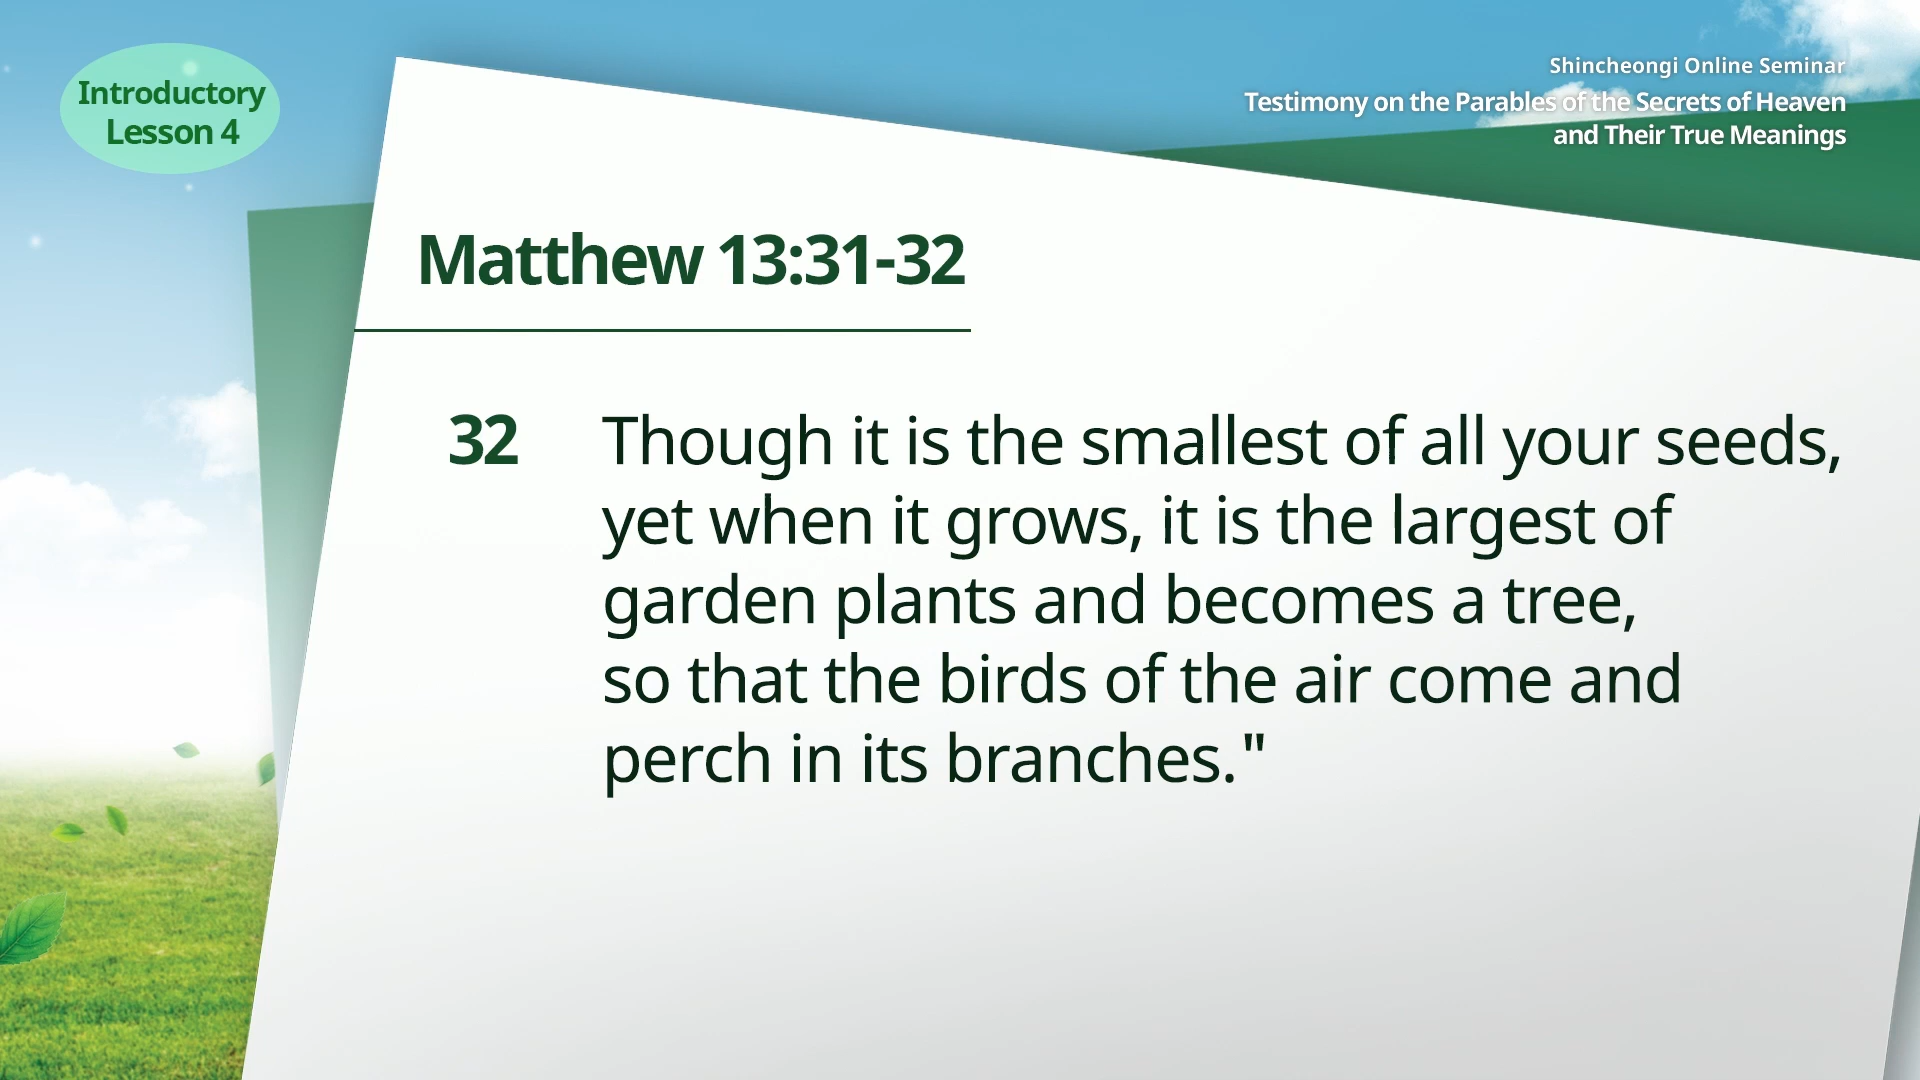 Introductory
Lesson 4
Shincheongi Online Seminar
Testimony on the Parables of the Secrets of Heaven
and Their True Meanings
Matthew 13:31-32
32 Though it is the smallest of all your seeds,
yet when it grows, it is the largest of
garden plants and becomes a tree,
so that the birds of the air come and
perch in its branches."